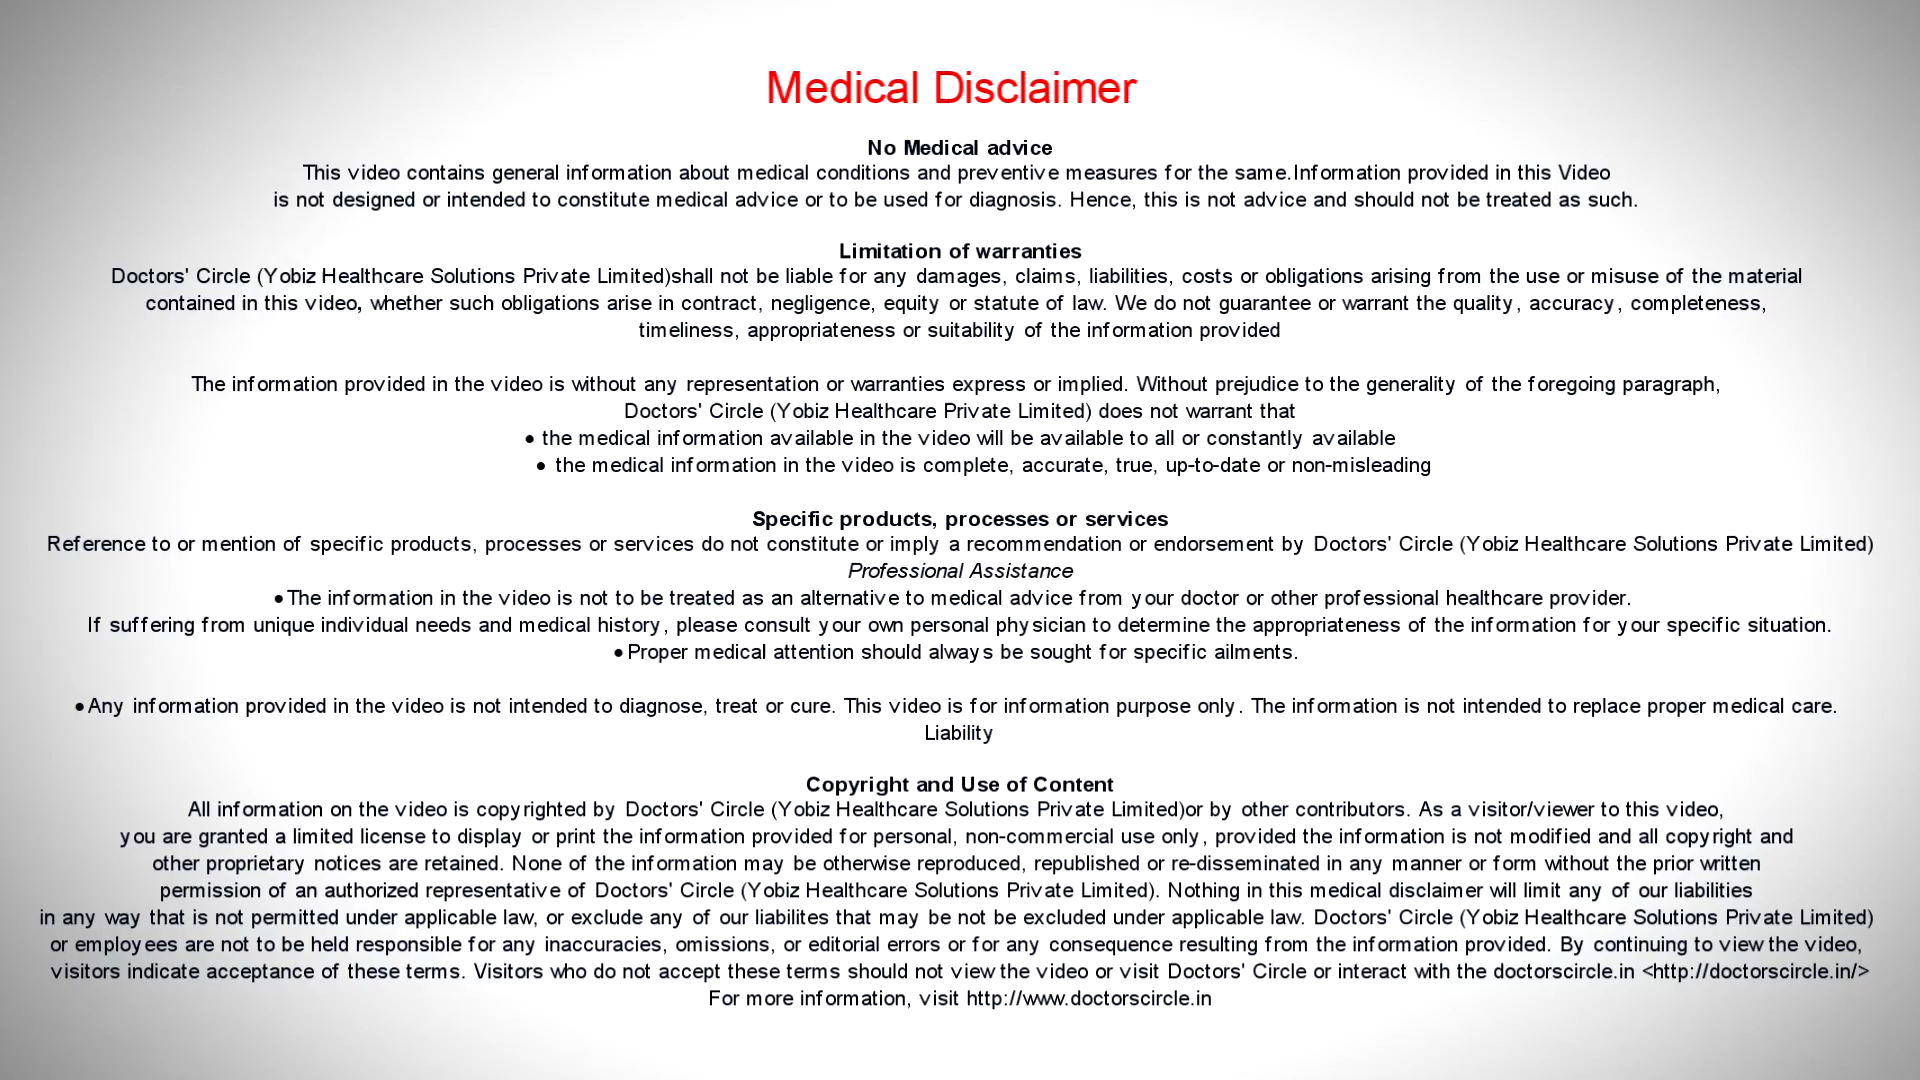 Medical Disclaimer
No Medical advice
This video contains general information about medical conditions and preventive measures for the same.Information provided in this Video
is not designed or intended to constitute medical advice or to be used for diagnosis. Hence, this is not advice and should not be treated as such.
Limitation of warranties
Doctors' Circle (Yobiz Healthcare Solutions Private Limited)shall not be liable for any damages, claims, liabilities, costs or obligations arising from the use or misuse of the material
contained in this video, whether such obligations arise in contract, negligence, equity or statute of law. We do not guarantee or warrant the quality, accuracy, completeness,
timeliness, appropriateness or suitability of the information provided
The information provided in the video is without any representation or warranties express or implied. Without prejudice to the generality of the foregoing paragraph,
Doctors' Circle (Yobiz Healthcare Private Limited) does not warrant that
• the medical information available in the video will be available to all or constantly available
• the medical information in the video is complete, accurate, true, up-to-date or non-misleading
Specific products, processes or services
Reference to or mention of specific products, processes or services do not constitute or imply a recommendation or endorsement by Doctors' Circle (Yobiz Healthcare Solutions Private Limited)
Professional Assistance
•The information in the video is not to be treated as an alternative to medical advice from your doctor or other professional healthcare provider.
If suffering from unique individual needs and medical history, please consult your own personal physician to determine the appropriateness of the information for your specific situation.
•Proper medical attention should always be sought for specific ailments.
•Any information provided in the video is not intended to diagnose, treat or cure. This video is for information purpose only. The information is not intended to replace proper medical care.
Liability
Copyright and Use of Content
All information on the video is copyrighted by Doctors' Circle (Yobiz Healthcare Solutions Private Limited)or by other contributors. As a visitor/viewer to this video,
you are granted a limited license to display or print the information provided for personal, non-commercial use only, provided the information is not modified and all copyright and
other proprietary notices are retained. None of the information may be otherwise reproduced, republished or re-disseminated in any manner or form without the prior written
permission of an authorized representative of Doctors' Circle (Yobiz Healthcare Solutions Private Limited). Nothing in this medical disclaimer will limit any of our liabilities
in any way that is not permitted under applicable law, or exclude any of our liabilites that may be not be excluded under applicable law. Doctors' Circle (Yobiz Healthcare Solutions Private Limited)
or employees are not to be held responsible for any inaccuracies, omissions, or editorial errors or for any consequence resulting from the information provided. By continuing to view the video,
visitors indicate acceptance of these terms. Visitors who do not accept these terms should not view the video or visit Doctors' Circle or interact with the doctorscircle.in <http://doctorscircle.in/>
For more information, visit http://www.doctorscircle.in